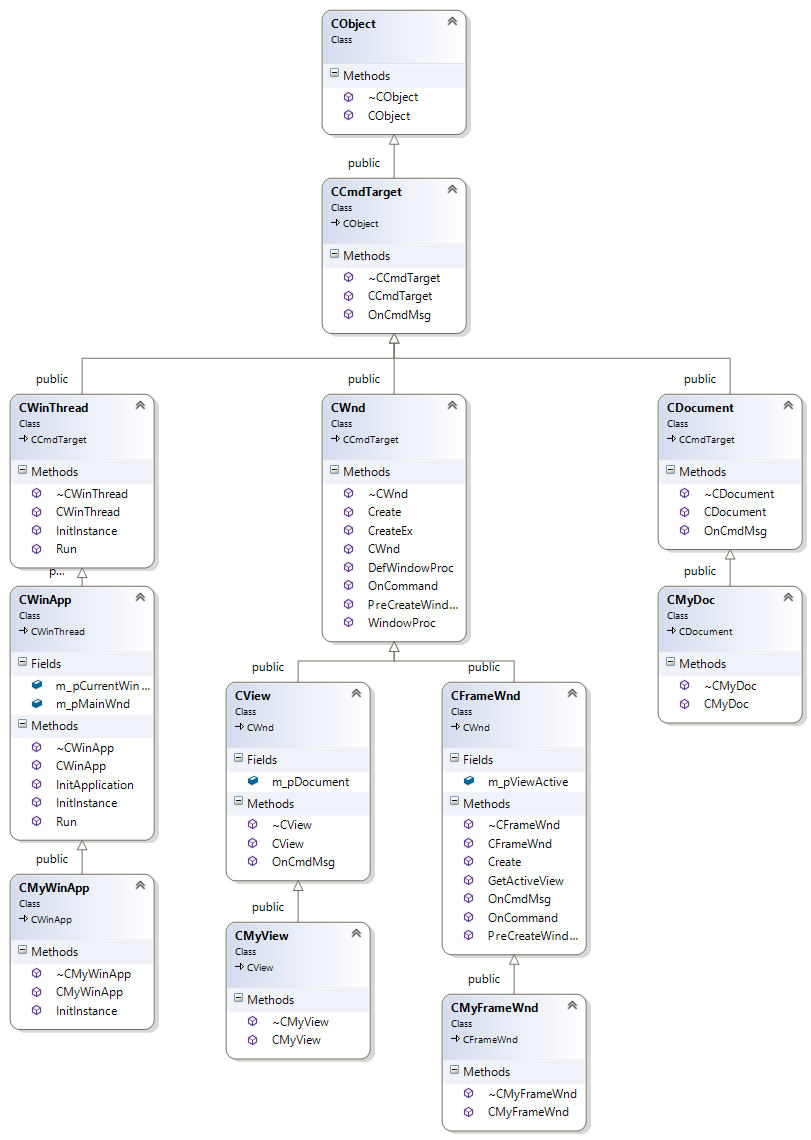 CObject
Class
Methods
~CObject
CObject
public
CCmdTarget
Class
CObject
Methods
~CCmdTarget
CCmdTarget
OnCmdMsg
public
public
public
CWinThread
Class
CCmdTarget
Methods
~CWinThread
CWinThread
InitInstance
Run
p...
CWinApp
Class
CWinThread
Fields
m_pCurrentWin ...
m_pMainWnd
Methods
~CWinApp
CWinApp
InitApplication
InitInstance
Run
public
CMyWinApp
Class
CWinApp
Methods
~CMyWinApp
CMyWinApp
InitInstance
CWnd
Class
CCmdTarget
Methods
~CWnd
Create
CreateEx
CWnd
DefWindowProc
OnCommand
PreCreateWind...
WindowProc
public
public
CView
Class
CWnd
Fields
m_pDocument
Methods
~CView
CView
OnCmdMsg
public
CMyView
Class
CView
Methods
~CMyView
CMyView
CFrameWnd
Class
CWnd
Fields
m_pViewActive
Methods
~CFrameWnd
CFrameWnd
Create
GetActiveView
OnCmdMsg
OnCommand
PreCreateWind...
public
CMyFrameWnd
Class
CFrameWnd
Methods
~CMyFrameWnd
CMyFrameWnd
CDocument
Class
CCmdTarget
Methods
~CDocument
CDocument
OnCmdMsg
public
CMyDoc
Class
CDocument
Methods
~CMyDoc
CMyDoc